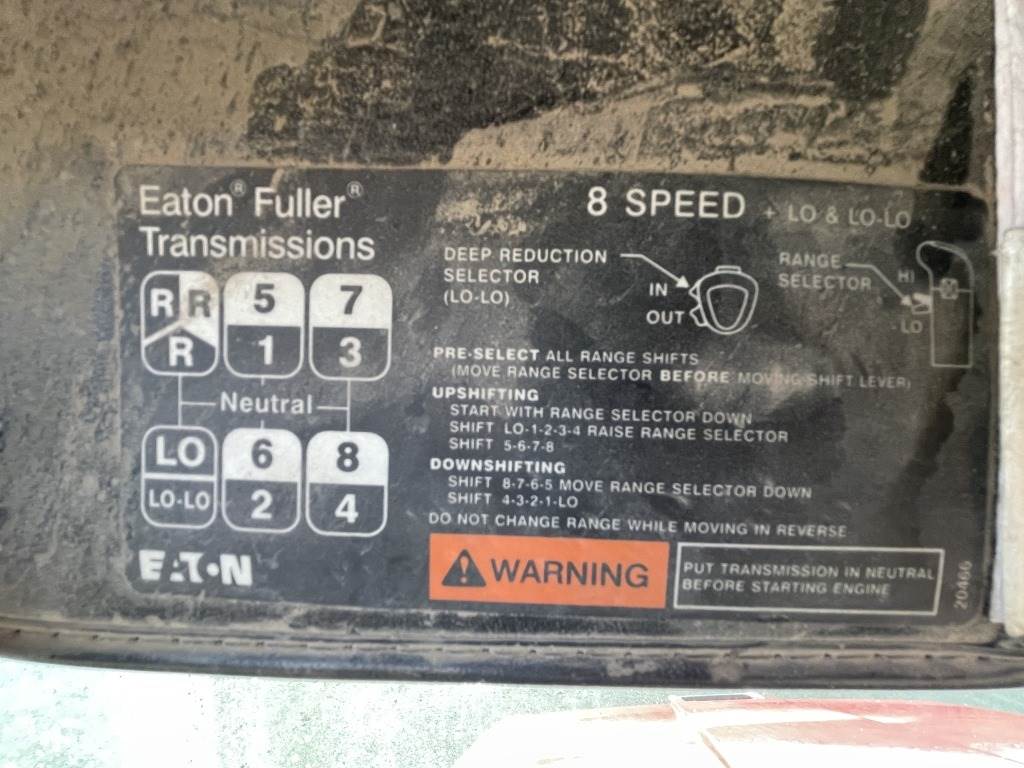 Eaton® Fuller®
Transmissions
8 SPEED + LO & LO-LO
R R
R
5
1
7
3
Neutral
LO
LO-LO
6
2
8
4
EATON
DEEP REDUCTION
SELECTOR
(LO-LO)
IN
OUT
RANGE
SELECTOR
HI
LO
PRE-SELECT ALL RANGE SHIFTS
(MOVE RANGE SELECTOR BEFORE MOVING SHIFT LEVER)
UPSHIFTING
START WITH RANGE SELECTOR DOWN
SHIFT LO-1-2-3-4 RAISE RANGE SELECTOR
SHIFT 5-6-7-8
DOWNSHIFTING
SHIFT 8-7-6-5 MOVE RANGE SELECTOR DOWN
SHIFT 4-3-2-1-LO
DO NOT CHANGE RANGE WHILE MOVING IN REVERSE
WARNING
PUT TRANSMISSION IN NEUTRAL
BEFORE STARTING ENGINE
20466